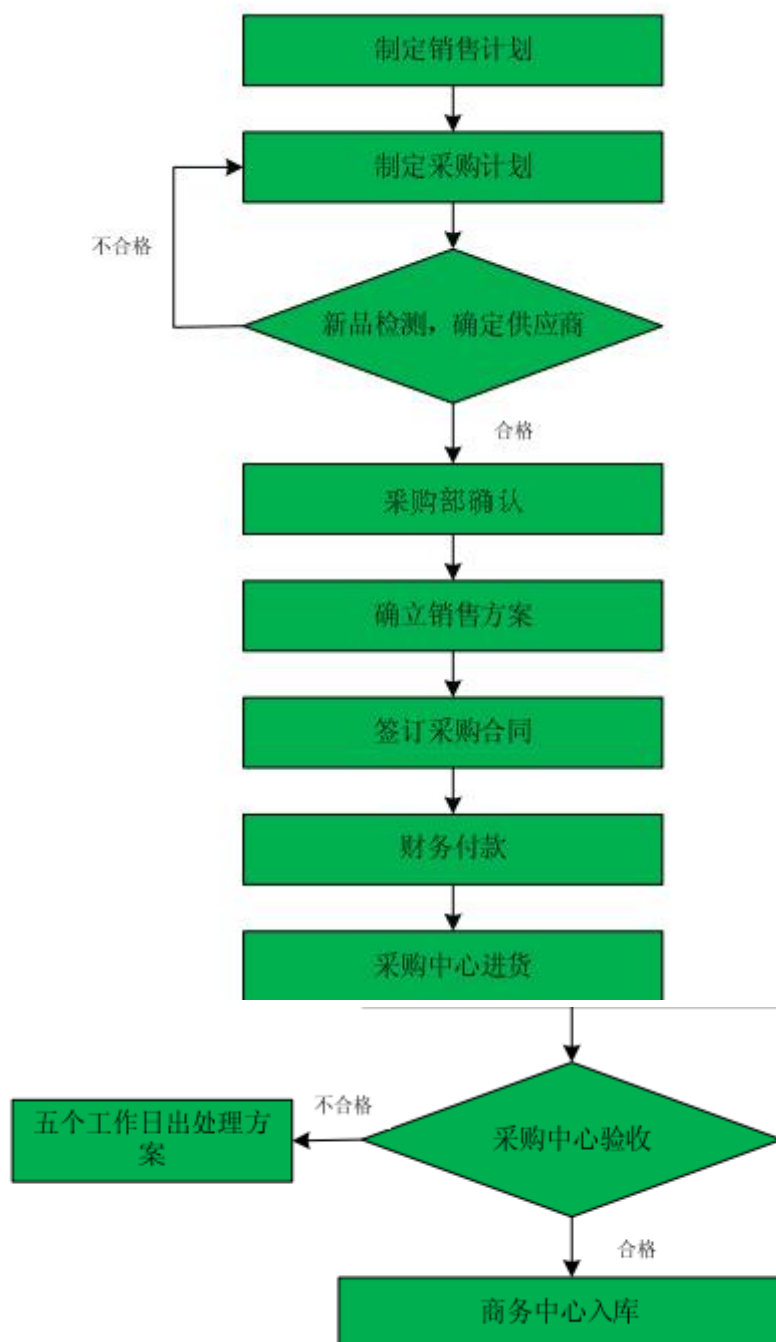 制定销售计划
制定采购计划
不合格
新品检测，确定供应商
合格
采购部确认
确立销售方案
签订采购合同
财务付款
采购中心进货
不合格
五个工作日出处理方
案
采购中心验收
合格
商务中心入库